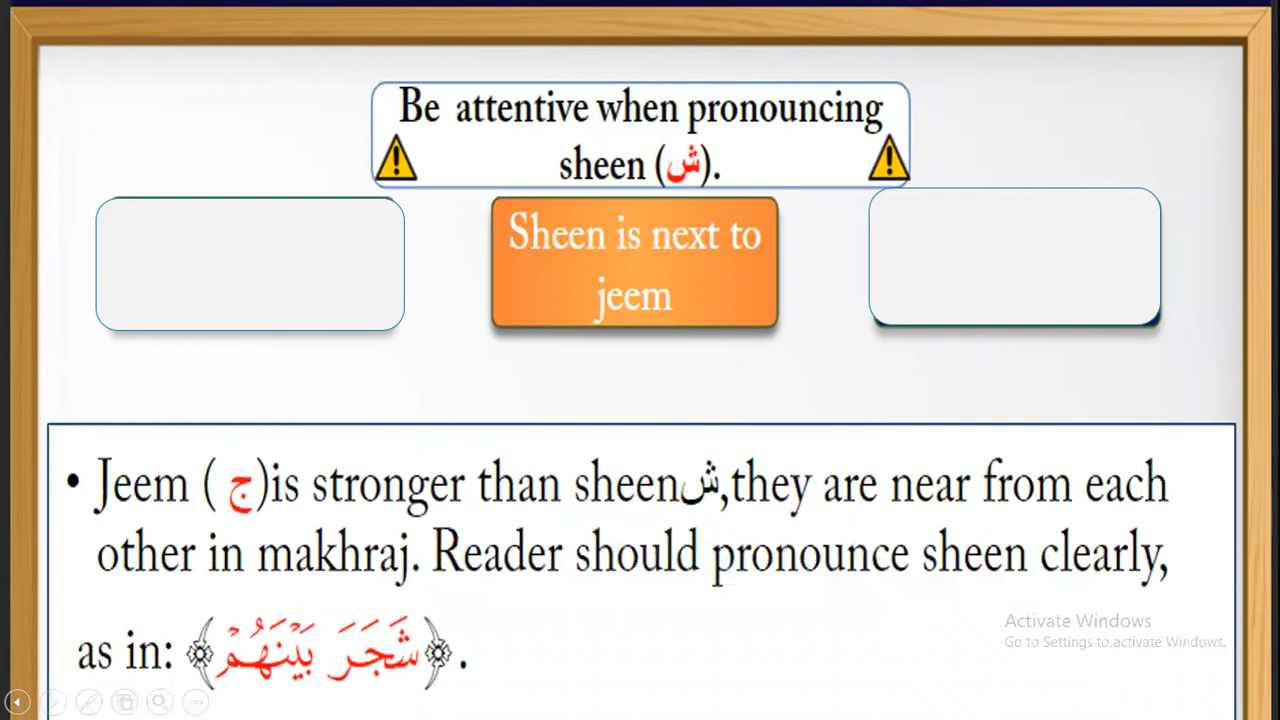 Be attentive when pronouncing
sheen (ش).
Sheen is next to
jeem
• Jeem ( ج)is stronger than sheenش,they are near from each
other in makhraj. Reader should pronounce sheen clearly,
as in: ﴿شَجَرَ بَيْنَهُمْ﴾.
Activate Windows
Go to Settings to activate Windows.